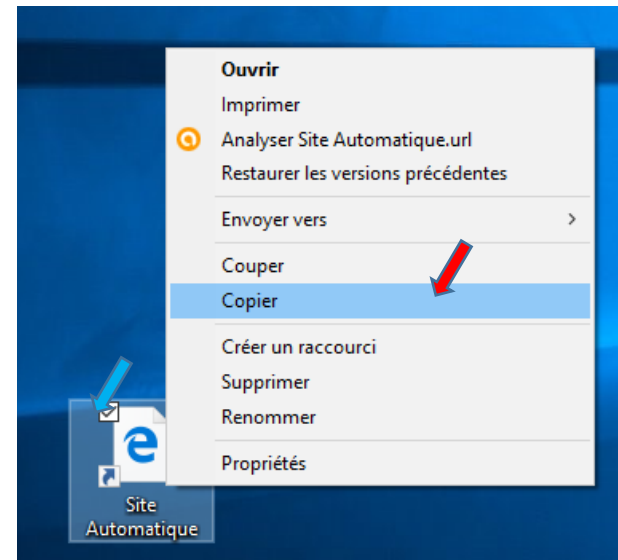 Ouvrir
Imprimer
Analyser Site Automatique.url
Restaurer les versions précédentes
Envoyer vers
Couper
Copier
Créer un raccourci
Supprimer
Renommer
Propriétés
Site
Automatique